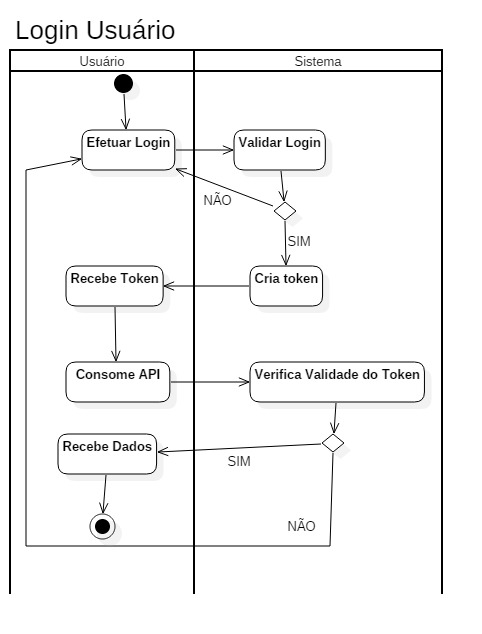 Login Usuário
Usuário
Sistema
Efetuar Login
Validar Login
NÃO
SIM
Recebe Token
Cria token
Consome API
Verifica Validade do Token
Recebe Dados
SIM
NÃO